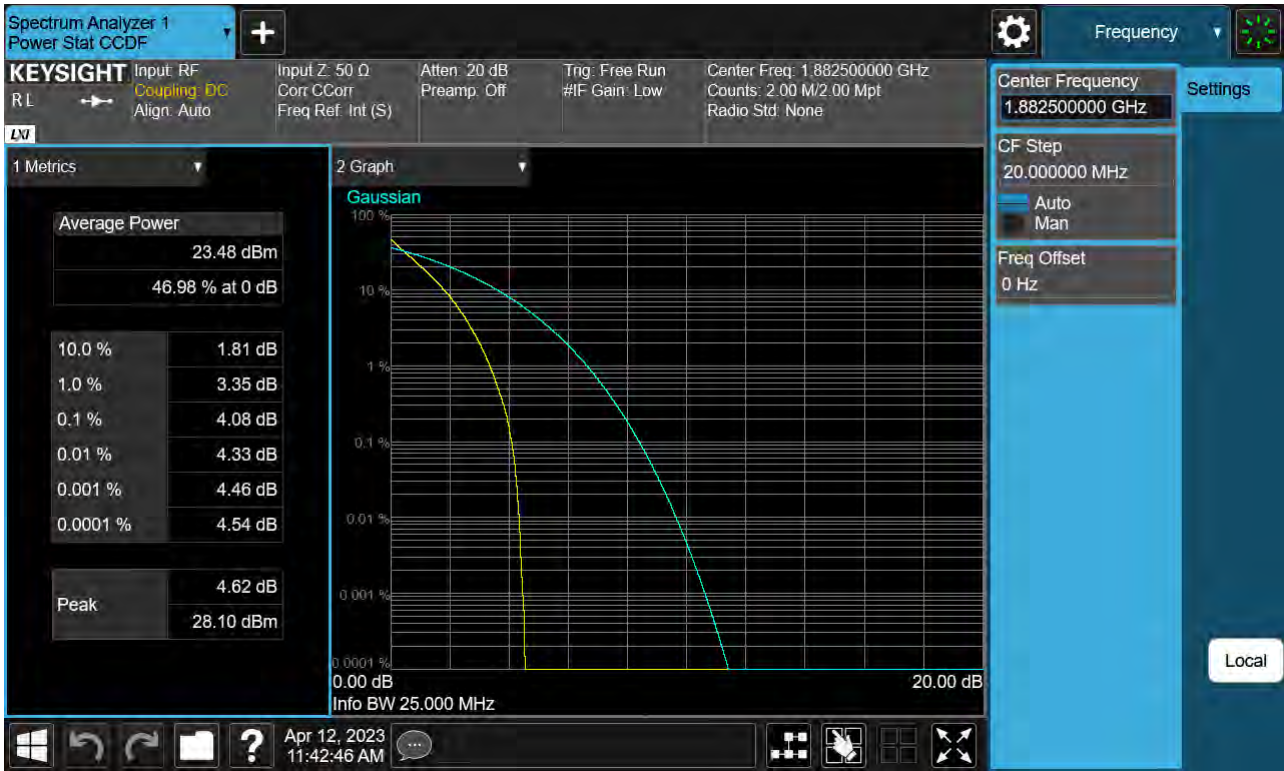 Spectrum Analyzer 1
Power Stat CCDF
Frequency
KEYSIGHT
RL
LXI
Input: RF
Coupling: DC
Align: Auto
Input Z: 50 Ω
Corr CCorr
Freq Ref: Int (S)
Atten: 20 dB
Preamp: Off
Trig: Free Run
#IF Gain: Low
Center Freq: 1.882500000 GHz
Counts: 2.00 M/2.00 Mpt
Radio Std: None
Center Frequency
1.882500000 GHz
Settings
CF Step
20.000000 MHz
Auto
Man
Freq Offset
0 Hz
1 Metrics
Average Power
23.48 dBm
46.98 % at 0 dB
10.0 % 1.81 dB
1.0 % 3.35 dB
0.1 % 4.08 dB
0.01 % 4.33 dB
0.001 % 4.46 dB
0.0001 % 4.54 dB
Peak
4.62 dB
28.10 dBm
2 Graph
Gaussian
100 %
10 %
1 %
0.1 %
0.01 %
0.001 %
0.0001 %
0.00 dB 20.00 dB
Info BW 25.000 MHz
Local
?
Apr 12, 2023
11:42:46 AM